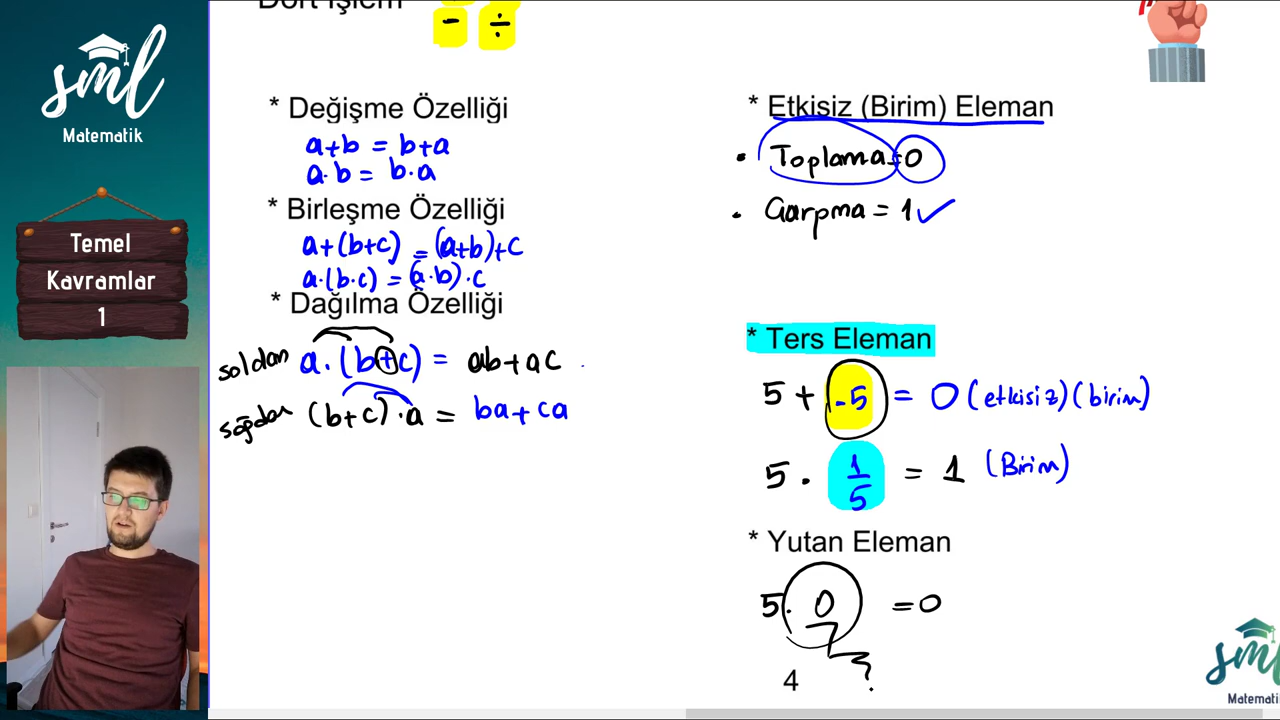 sml
Matematik
Temel
Kavramlar
1
Dört İşlem
- ÷
* Değişme Özelliği
a+b = b+a
a·b = b·a
* Birleşme Özelliği
a+(b+c) = (a+b)+c
a·(b·c) = (a·b)·c
* Dağılma Özelliği
soldan a·(b+c) = ab+ac
sağdan (b+c)·a = ba+ca
* Etkisiz (Birim) Eleman
• Toplama = 0
• Çarpma = 1 ✓
* Ters Eleman
5 + -5 = 0 (etkisiz) (birim)
5 · 1/5 = 1 (Birim)
* Yutan Eleman
5 · 0 = 0
?
4
sml
Matemati